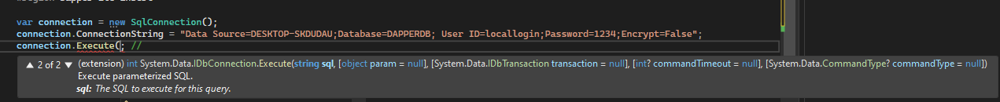 var connection = new SqlConnection();
connection.ConnectionString = "Data Source=DESKTOP-SKDUDAU;Database=DAPPERDB; User ID=locallogin;Password=1234;Encrypt=False";
connection.Execute(; //
▲ 2 of 2 ▼ (extension) int System.Data.IDbConnection.Execute(string sql, [object param = null], [System.Data.IDbTransaction transaction = null], [int? commandTimeout = null], [System.Data.CommandType? commandType = null])
Execute parameterized SQL.
sql: The SQL to execute for this query.